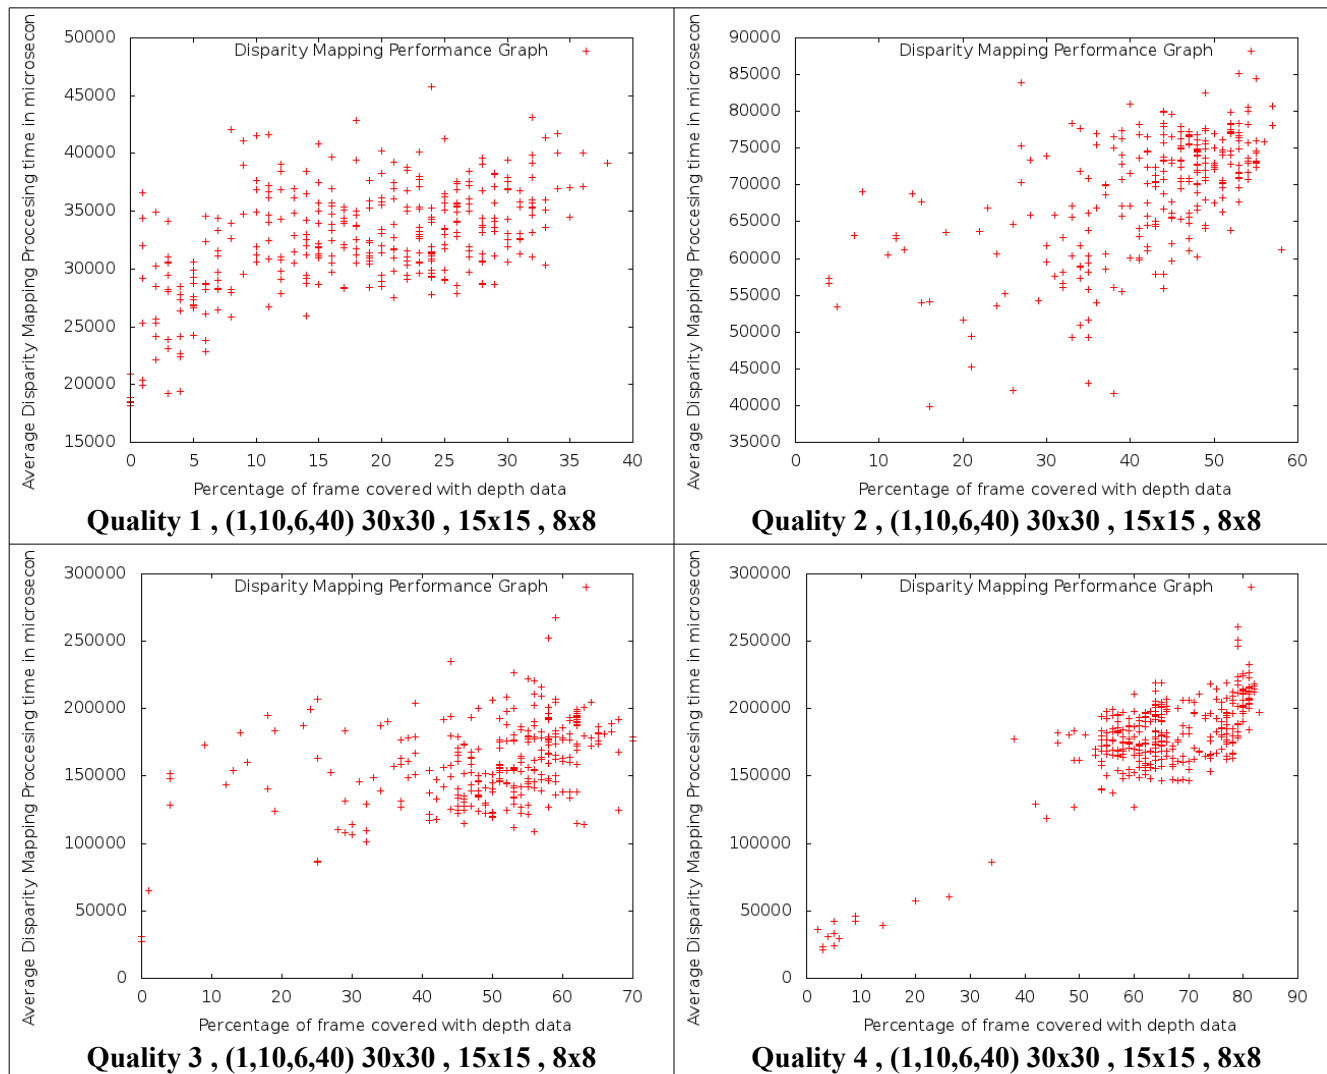 Disparity Mapping Performance Graph
Average Disparity Mapping Proccesing time in microsecon
50000
45000
40000
35000
30000
25000
20000
15000
0 5 10 15 20 25 30 35 40
Percentage of frame covered with depth data
Quality 1 , (1,10,6,40) 30x30 , 15x15 , 8x8
Disparity Mapping Performance Graph
Average Disparity Mapping Proccesing time in microsecon
90000
85000
80000
75000
70000
65000
60000
55000
50000
45000
40000
35000
0 10 20 30 40 50 60
Percentage of frame covered with depth data
Quality 2 , (1,10,6,40) 30x30 , 15x15 , 8x8
Disparity Mapping Performance Graph
Average Disparity Mapping Proccesing time in microsecon
300000
250000
200000
150000
100000
50000
0
0 10 20 30 40 50 60 70
Percentage of frame covered with depth data
Quality 3 , (1,10,6,40) 30x30 , 15x15 , 8x8
Disparity Mapping Performance Graph
Average Disparity Mapping Proccesing time in microsecon
300000
250000
200000
150000
100000
50000
0
0 10 20 30 40 50 60 70 80 90
Percentage of frame covered with depth data
Quality 4 , (1,10,6,40) 30x30 , 15x15 , 8x8